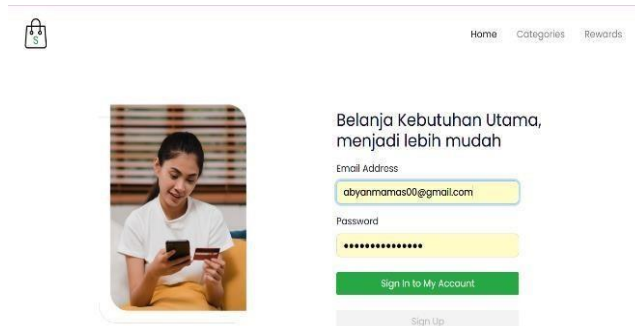 S
Home Categories Rewards
Belanja Kebutuhan Utama,
menjadi lebih mudah
Email Address
abyanmamas00@gmail.com
Password
•••••••••••••••
Sign In to My Account
Sign Up